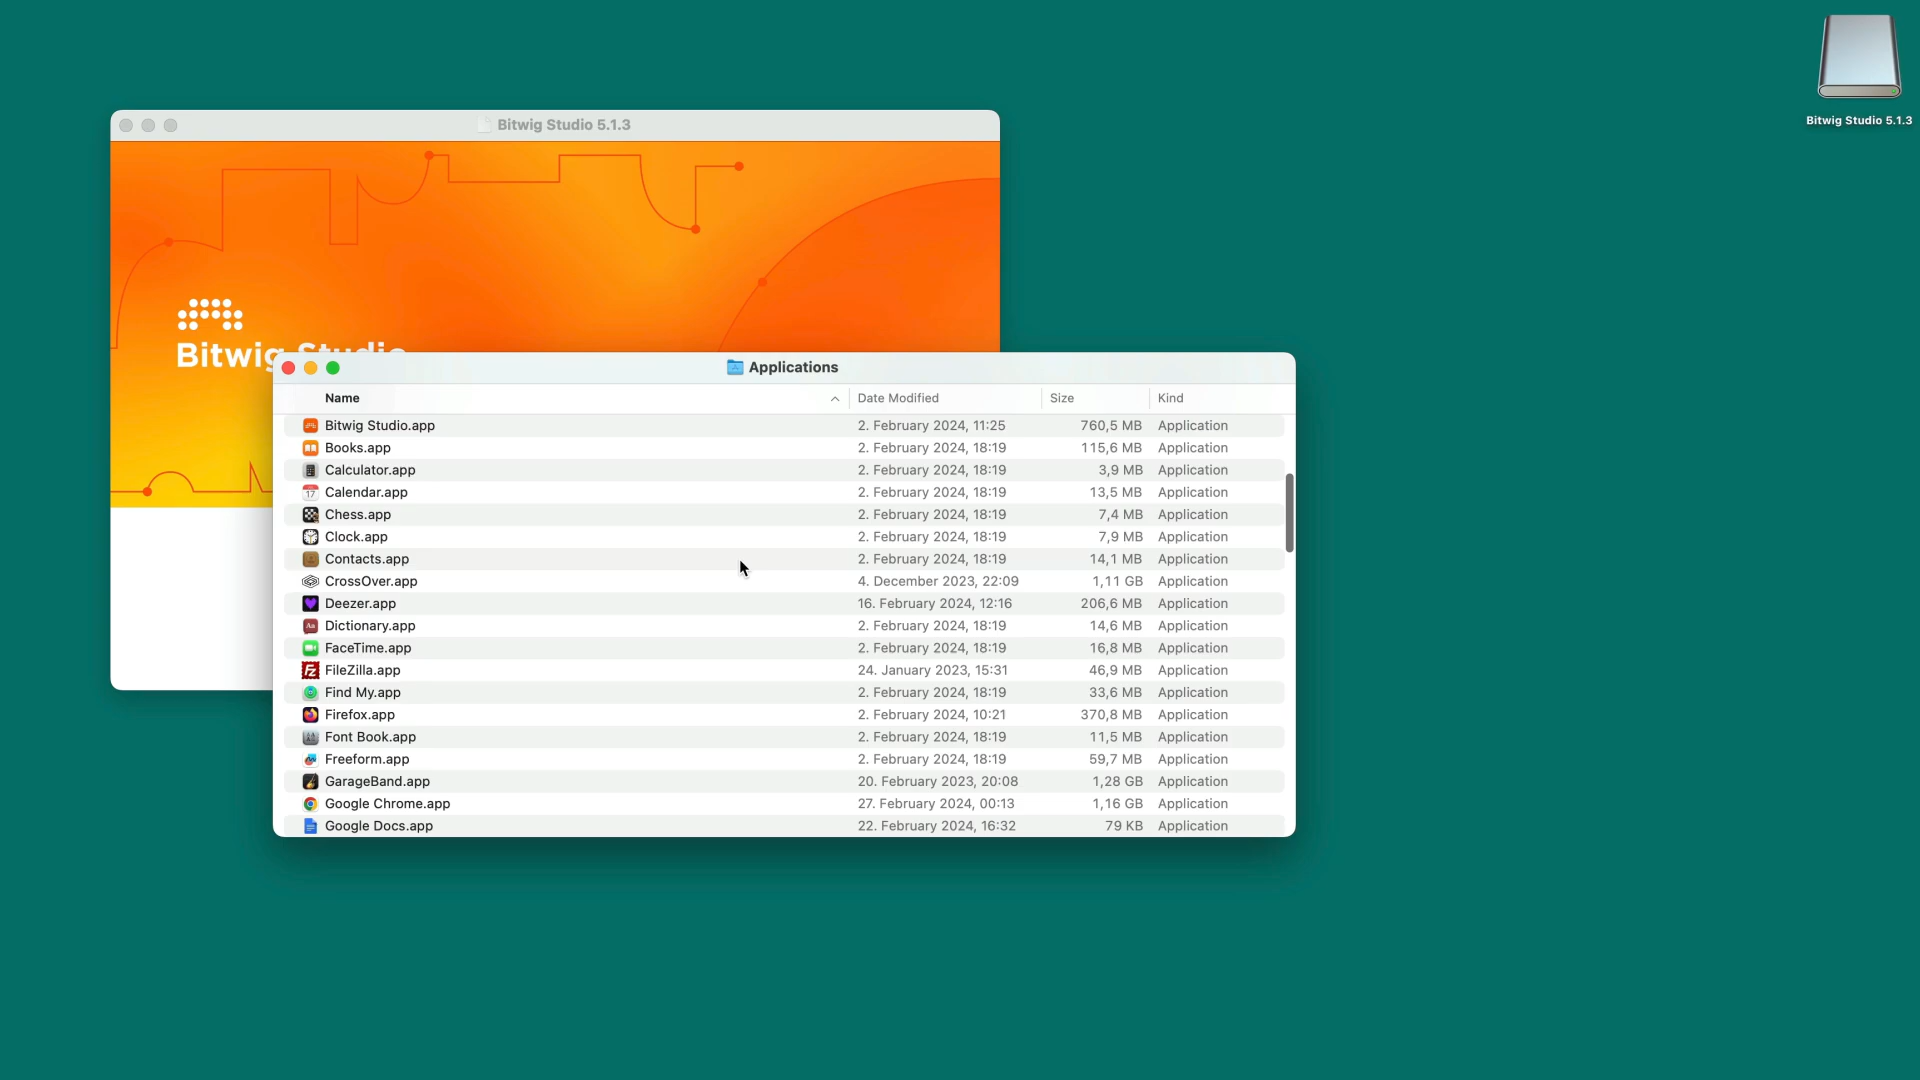 Bitwig Studio 5.1.3
Bitwig Studio 5.1.3
Bitwig Studio
Applications
Name Date Modified Size Kind
Bitwig Studio.app 2. February 2024, 11:25 760,5 MB Application
Books.app 2. February 2024, 18:19 115,6 MB Application
Calculator.app 2. February 2024, 18:19 3,9 MB Application
17 Calendar.app 2. February 2024, 18:19 13,5 MB Application
Chess.app 2. February 2024, 18:19 7,4 MB Application
Clock.app 2. February 2024, 18:19 7,9 MB Application
Contacts.app 2. February 2024, 18:19 14,1 MB Application
CrossOver.app 4. December 2023, 22:09 1,11 GB Application
Deezer.app 16. February 2024, 12:16 206,6 MB Application
Aa Dictionary.app 2. February 2024, 18:19 14,6 MB Application
FaceTime.app 2. February 2024, 18:19 16,8 MB Application
FZ FileZilla.app 24. January 2023, 15:31 46,9 MB Application
Find My.app 2. February 2024, 18:19 33,6 MB Application
Firefox.app 2. February 2024, 10:21 370,8 MB Application
Font Book.app 2. February 2024, 18:19 11,5 MB Application
Freeform.app 2. February 2024, 18:19 59,7 MB Application
GarageBand.app 20. February 2023, 20:08 1,28 GB Application
Google Chrome.app 27. February 2024, 00:13 1,16 GB Application
Google Docs.app 22. February 2024, 16:32 79 KB Application